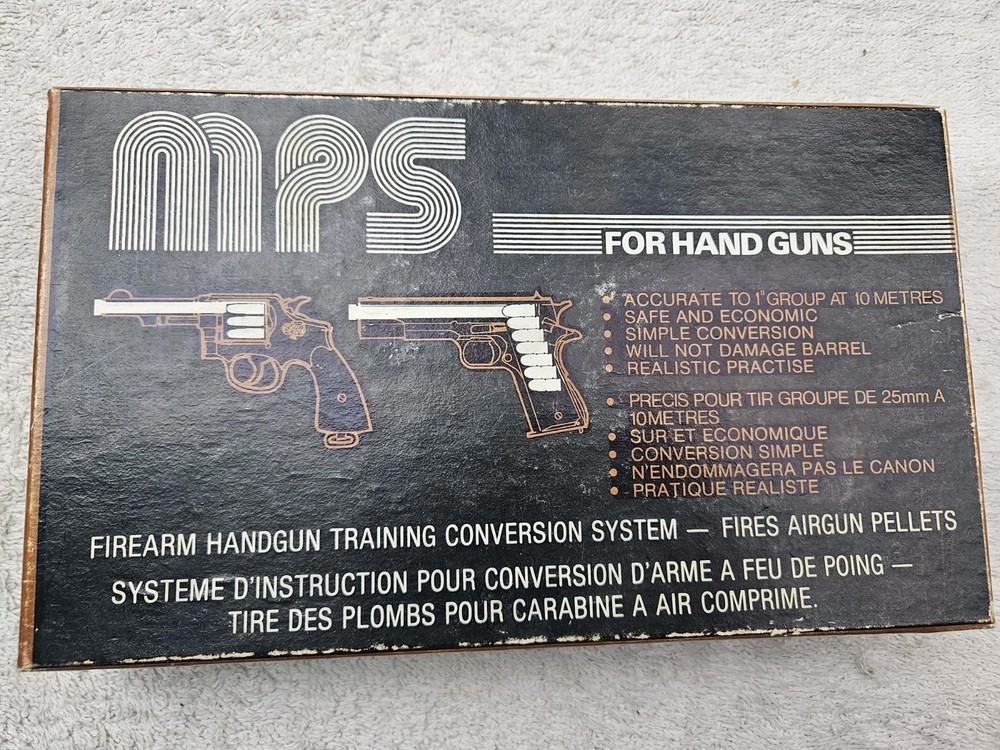 MPS
FOR HAND GUNS
• ACCURATE TO 1" GROUP AT 10 METRES
• SAFE AND ECONOMIC
• SIMPLE CONVERSION
• WILL NOT DAMAGE BARREL
• REALISTIC PRACTISE
• PRECIS POUR TIR GROUPE DE 25mm A
10METRES
• SUR ET ECONOMIQUE
• CONVERSION SIMPLE
• N'ENDOMMAGERA PAS LE CANON
• PRATIQUE REALISTE
FIREARM HANDGUN TRAINING CONVERSION SYSTEM — FIRES AIRGUN PELLETS
SYSTEME D'INSTRUCTION POUR CONVERSION D'ARME A FEU DE POING —
TIRE DES PLOMBS POUR CARABINE A AIR COMPRIME.